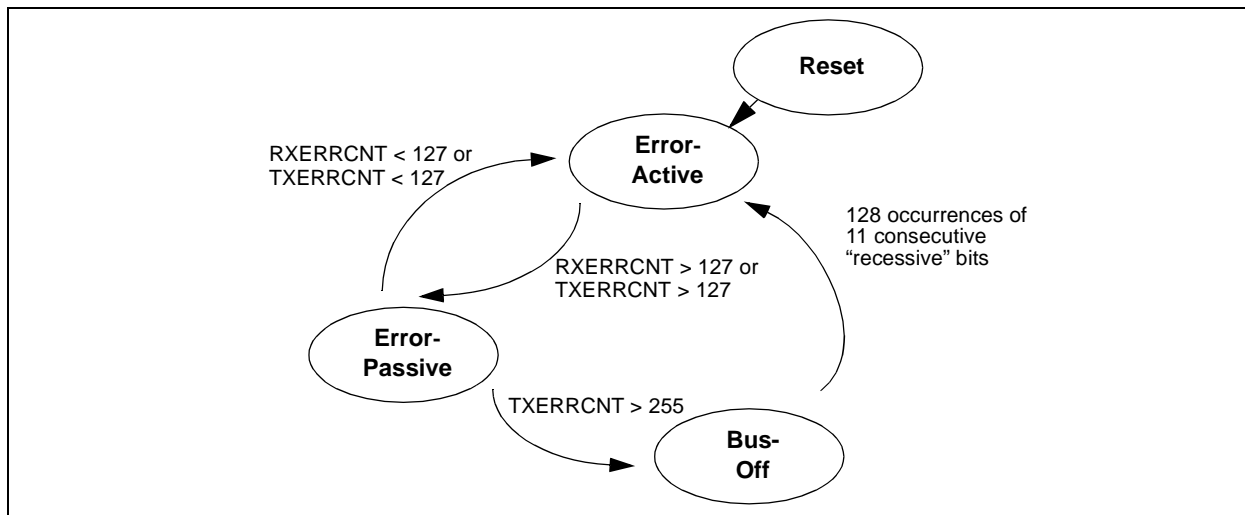 Reset
Error-
Active
RXERRCNT < 127 or
TXERRCNT < 127
128 occurrences of
11 consecutive
“recessive” bits
RXERRCNT > 127 or
TXERRCNT > 127
Error-
Passive
TXERRCNT > 255
Bus-
Off